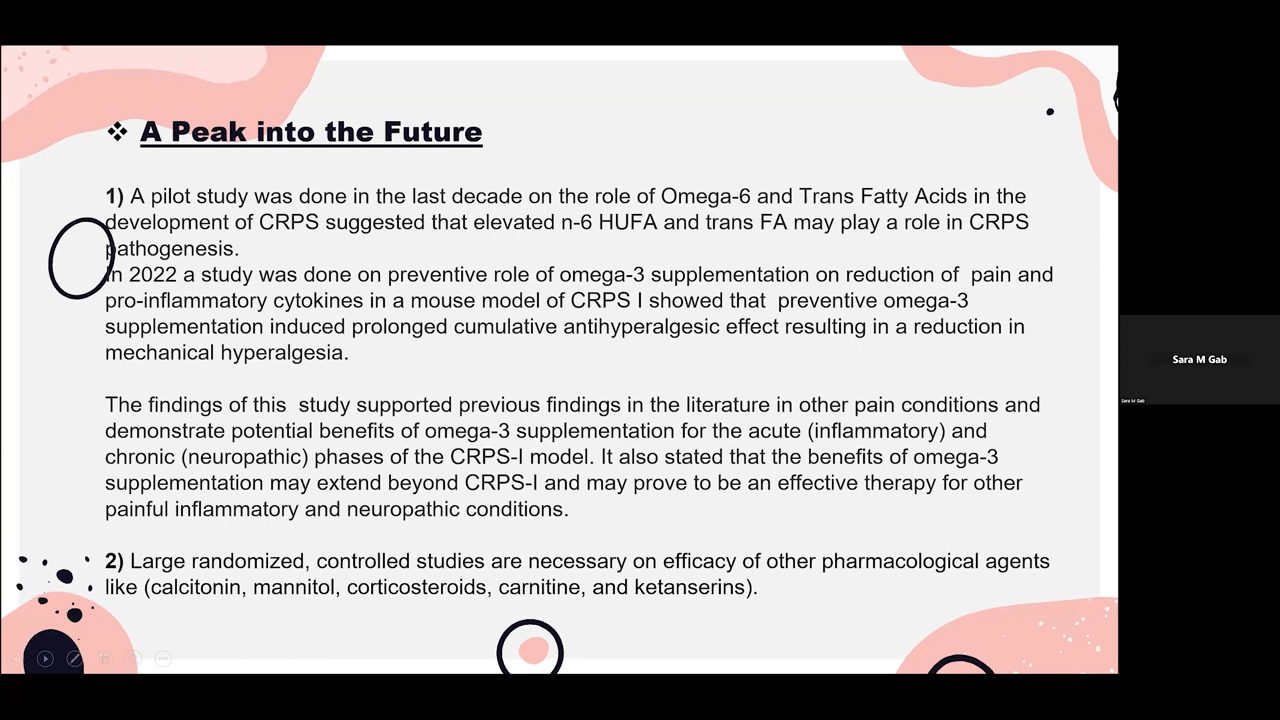 ❖ A Peak into the Future
1) A pilot study was done in the last decade on the role of Omega-6 and Trans Fatty Acids in the
development of CRPS suggested that elevated n-6 HUFA and trans FA may play a role in CRPS
pathogenesis.
In 2022 a study was done on preventive role of omega-3 supplementation on reduction of  pain and
pro-inflammatory cytokines in a mouse model of CRPS I showed that  preventive omega-3
supplementation induced prolonged cumulative antihyperalgesic effect resulting in a reduction in
mechanical hyperalgesia.
The findings of this  study supported previous findings in the literature in other pain conditions and
demonstrate potential benefits of omega-3 supplementation for the acute (inflammatory) and
chronic (neuropathic) phases of the CRPS-I model. It also stated that the benefits of omega-3
supplementation may extend beyond CRPS-I and may prove to be an effective therapy for other
painful inflammatory and neuropathic conditions.
2) Large randomized, controlled studies are necessary on efficacy of other pharmacological agents
like (calcitonin, mannitol, corticosteroids, carnitine, and ketanserins).
Sara M Gab
Sara M Gab